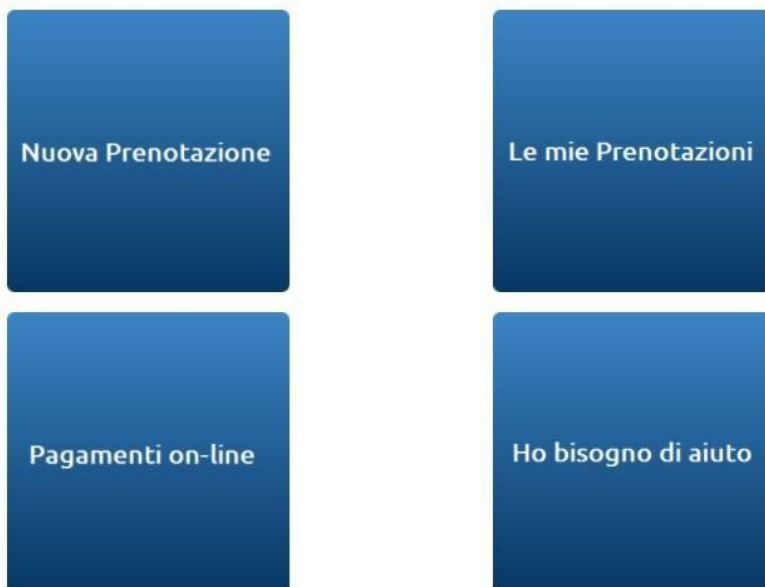 Nuova Prenotazione
Le mie Prenotazioni
Pagamenti on-line
Ho bisogno di aiuto